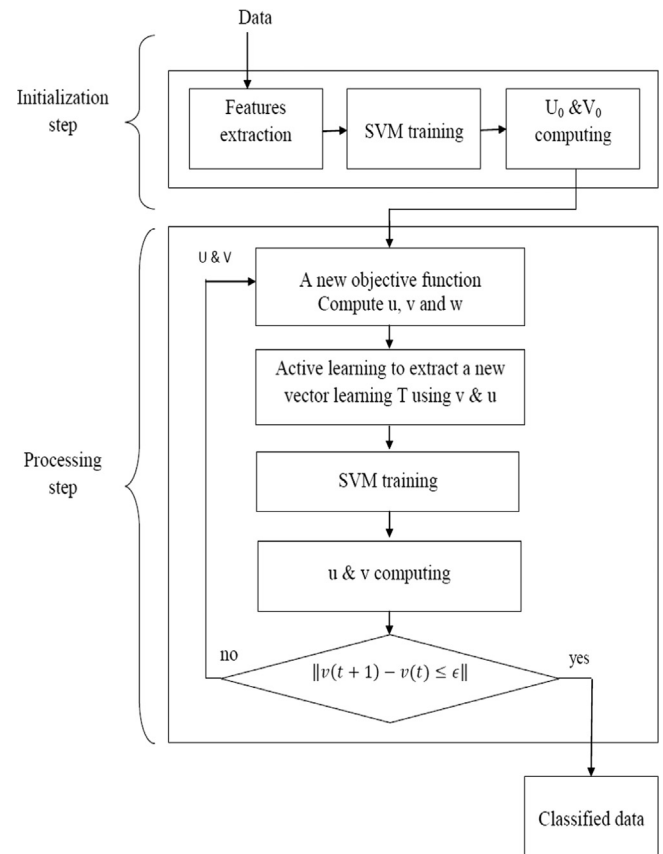 Data
Initialization
step
Features
extraction
SVM training
U₀ &V₀
computing
U & V
A new objective function
Compute u, v and w
Active learning to extract a new
vector learning T using v & u
Processing
step
SVM training
u & v computing
no
‖v(t + 1) − v(t) ≤ ϵ‖
yes
Classified data